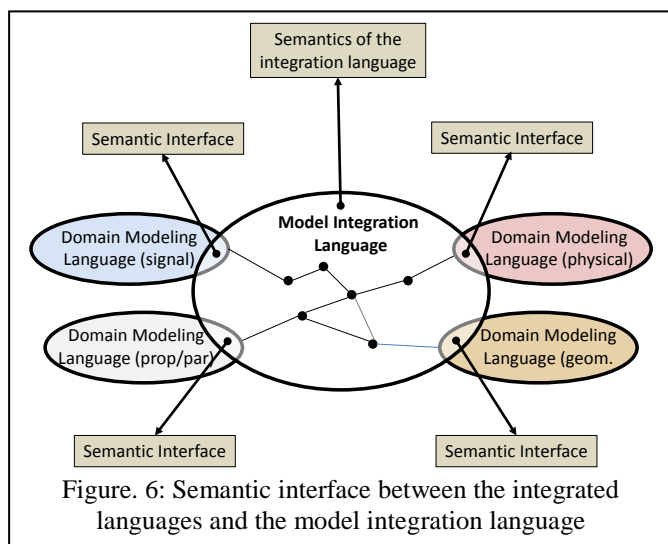 Semantics of the
integration language
Semantic Interface
Semantic Interface
Model Integration
Language
Domain Modeling
Language (signal)
Domain Modeling
Language (physical)
Domain Modeling
Language (prop/par)
Domain Modeling
Language (geom.
Semantic Interface
Semantic Interface
Figure. 6: Semantic interface between the integrated
languages and the model integration language